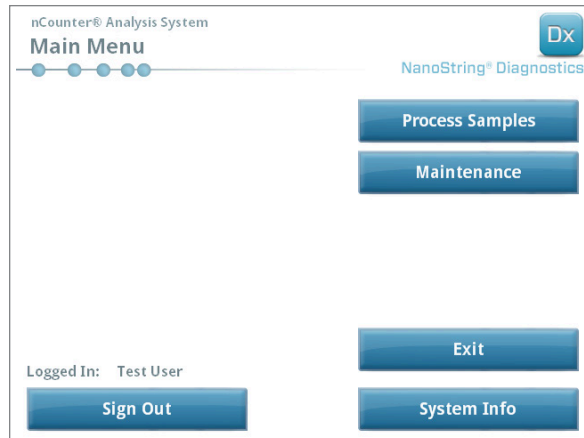 nCounter® Analysis System
Main Menu
Dx
NanoString® Diagnostics
Process Samples
Maintenance
Exit
Logged In: Test User
Sign Out
System Info